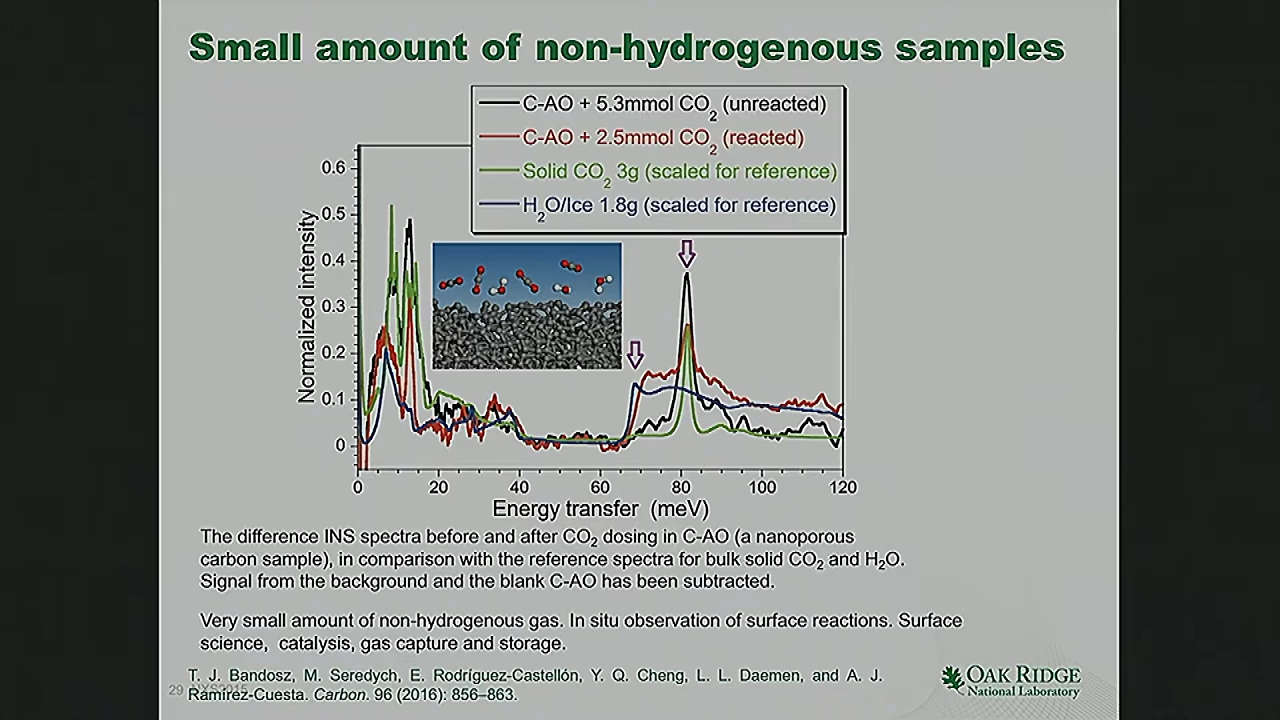 Small amount of non-hydrogenous samples
C-AO + 5.3mmol CO2 (unreacted)
C-AO + 2.5mmol CO2 (reacted)
Solid CO2 3g (scaled for reference)
H2O/Ice 1.8g (scaled for reference)
Normalized intensity
0.6
0.5
0.4
0.3
0.2
0.1
0
0 20 40 60 80 100 120
Energy transfer (meV)
The difference INS spectra before and after CO2 dosing in C-AO (a nanoporous
carbon sample), in comparison with the reference spectra for bulk solid CO2 and H2O.
Signal from the background and the blank C-AO has been subtracted.
Very small amount of non-hydrogenous gas. In situ observation of surface reactions. Surface
science, catalysis, gas capture and storage.
T. J. Bandosz, M. Seredych, E. Rodríguez-Castellón, Y. Q. Cheng, L. L. Daemen, and A. J.
Ramirez-Cuesta. Carbon. 96 (2016): 856–863.
29
OAK RIDGE
National Laboratory